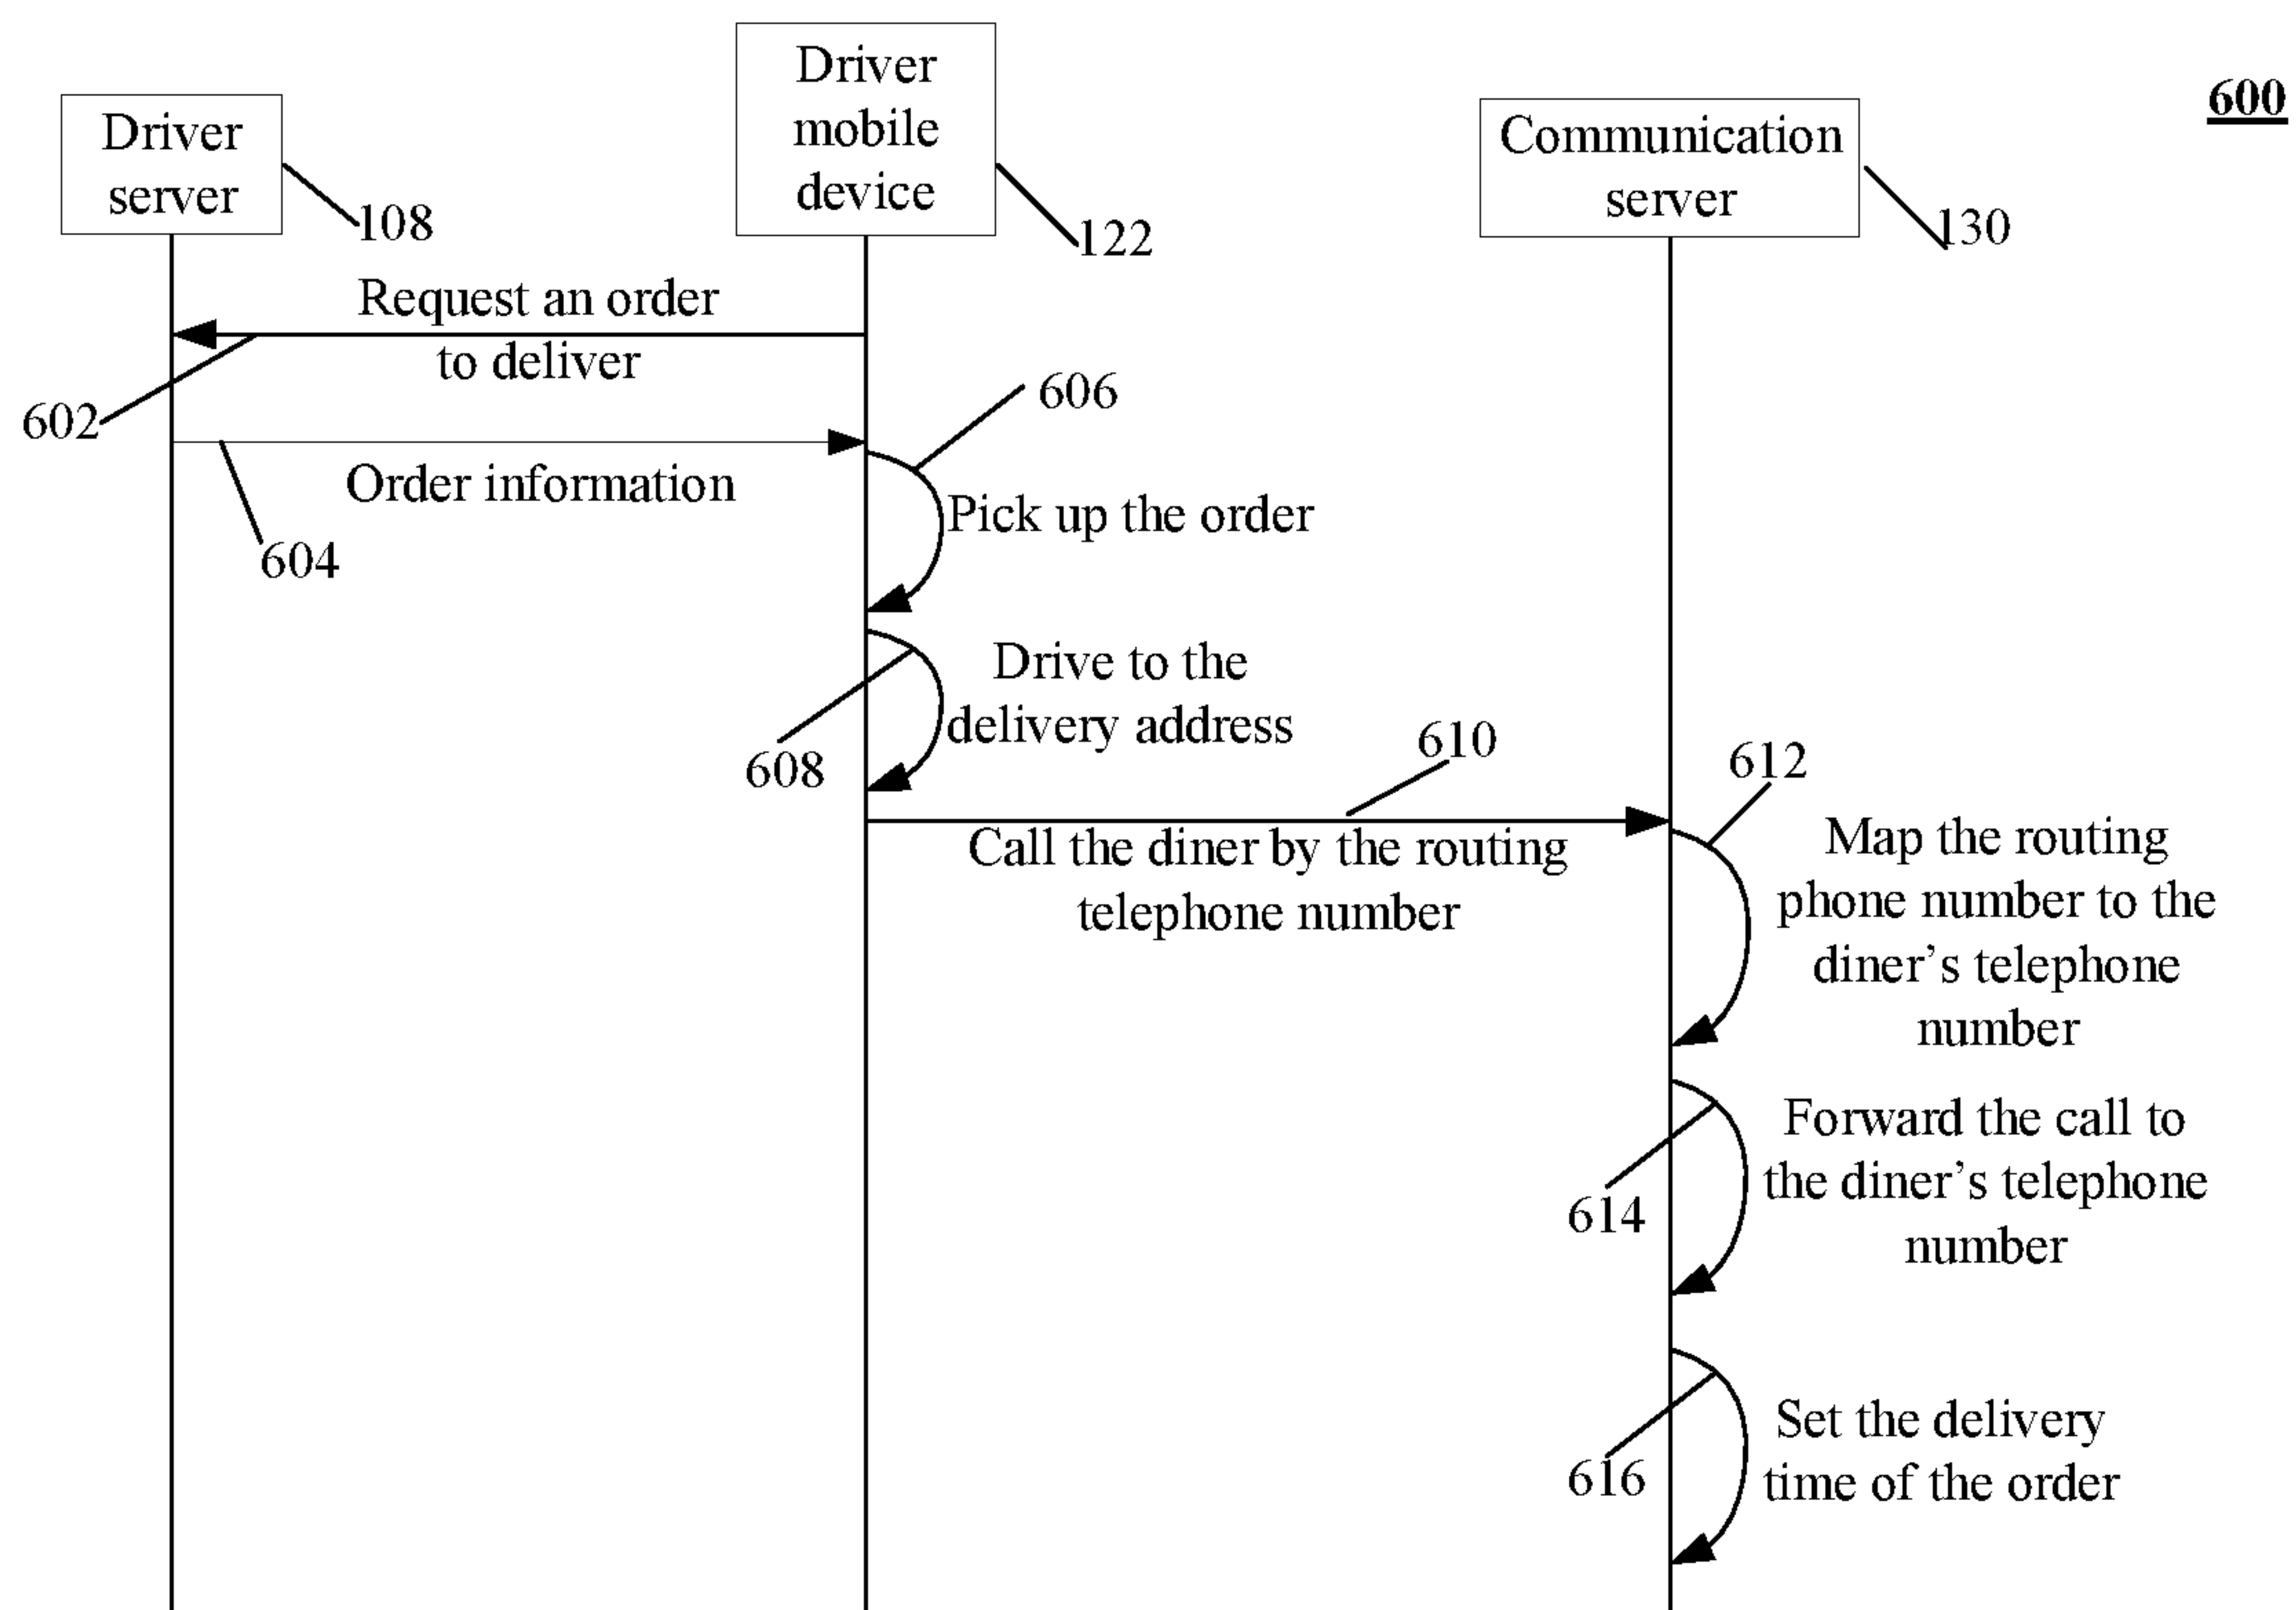 600
Driver
server
108
Driver
mobile
device
122
Communication
server
130
Request an order
to deliver
602
Order information
604
606
Pick up the order
Drive to the
delivery address
608
610
Call the diner by the routing
telephone number
612
Map the routing
phone number to the
diner’s telephone
number
Forward the call to
the diner’s telephone
number
614
Set the delivery
time of the order
616